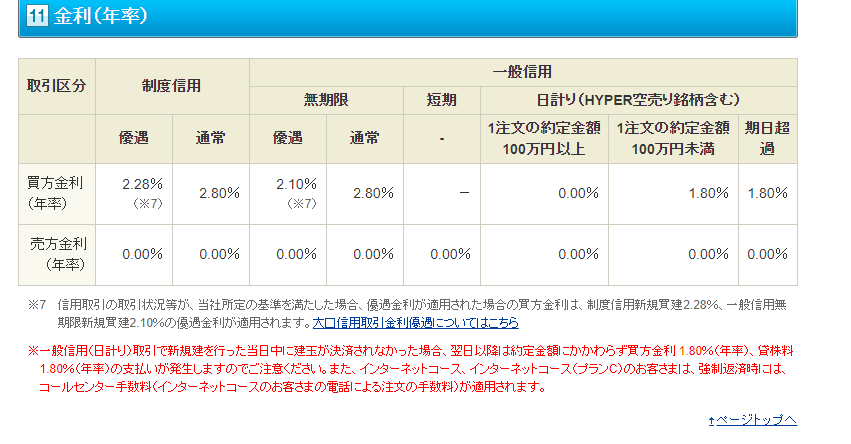 11 金利（年率）
取引区分 制度信用 一般信用
無期限 短期 日計り（HYPER空売り銘柄含む）
優遇 通常 優遇 通常 - 1注文の約定金額 1注文の約定金額 期日超
100万円以上 100万円未満 過
買方金利 2.28% 2.80% 2.10% 2.80% － 0.00% 1.80% 1.80%
（年率） （※7） （※7）
売方金利 0.00% 0.00% 0.00% 0.00% 0.00% 0.00% 0.00% 0.00%
（年率）
※7 信用取引の取引状況等が、当社所定の基準を満たした場合、優遇金利が適用された場合の買方金利は、制度信用新規買建2.28%、一般信用無
期限新規買建2.10%の優遇金利が適用されます。大口信用取引金利優遇についてはこちら
※一般信用（日計り）取引で新規建を行った当日中に建玉が決済されなかった場合、翌日以降は約定金額にかかわらず買方金利 1.80%（年率）、貸株料
1.80%（年率）の支払いが発生しますのでご注意ください。また、インターネットコース、インターネットコース（プランC）のお客さまは、強制返済時には、
コールセンター手数料（インターネットコースのお客さまの電話による注文の手数料）が適用されます。
↑ページトップへ